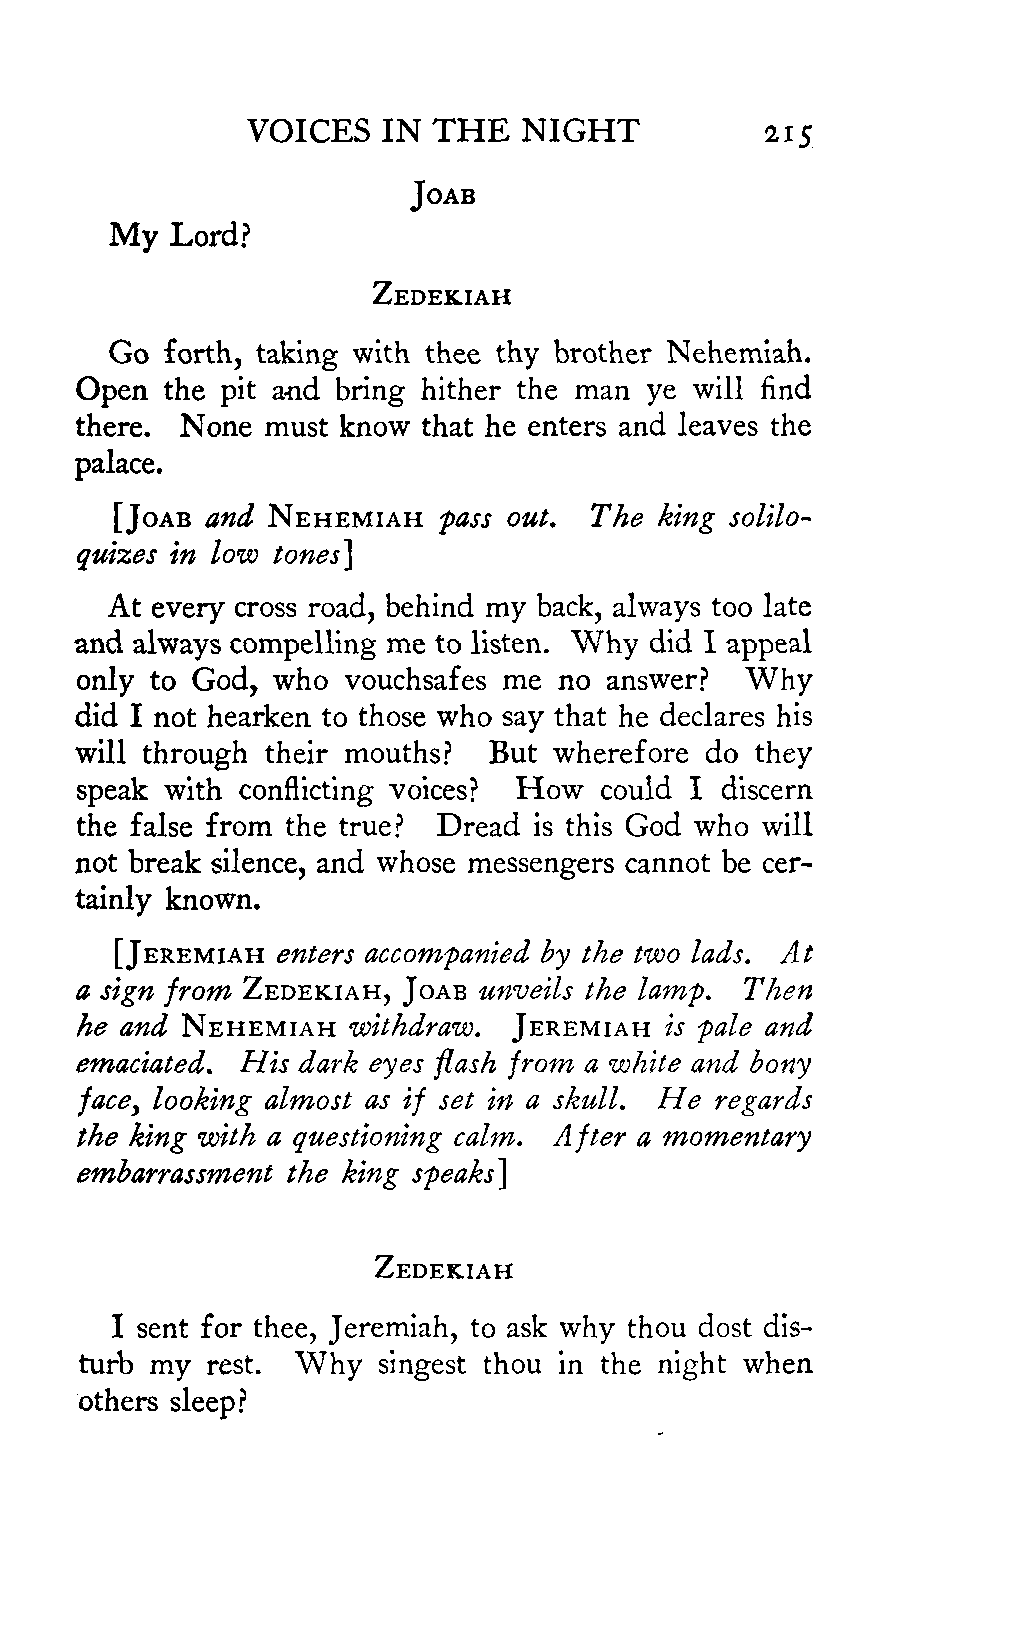 VOICES IN THE NIGHT 215
JOAB
My Lord?
ZEDEKIAH
Go forth, taking with thee thy brother Nehemiah.
Open the pit and bring hither the man ye will find
there. None must know that he enters and leaves the
palace.
[JOAB and NEHEMIAH pass out. The king solilo-
quizes in low tones]
At every cross road, behind my back, always too late
and always compelling me to listen. Why did I appeal
only to God, who vouchsafes me no answer? Why
did I not hearken to those who say that he declares his
will through their mouths? But wherefore do they
speak with conflicting voices? How could I discern
the false from the true? Dread is this God who will
not break silence, and whose messengers cannot be cer-
tainly known.
[JEREMIAH enters accompanied by the two lads. At
a sign from ZEDEKIAH, JOAB unveils the lamp. Then
he and NEHEMIAH withdraw. JEREMIAH is pale and
emaciated. His dark eyes flash from a white and bony
face, looking almost as if set in a skull. He regards
the king with a questioning calm. After a momentary
embarrassment the king speaks]
ZEDEKIAH
I sent for thee, Jeremiah, to ask why thou dost dis-
turb my rest. Why singest thou in the night when
others sleep?